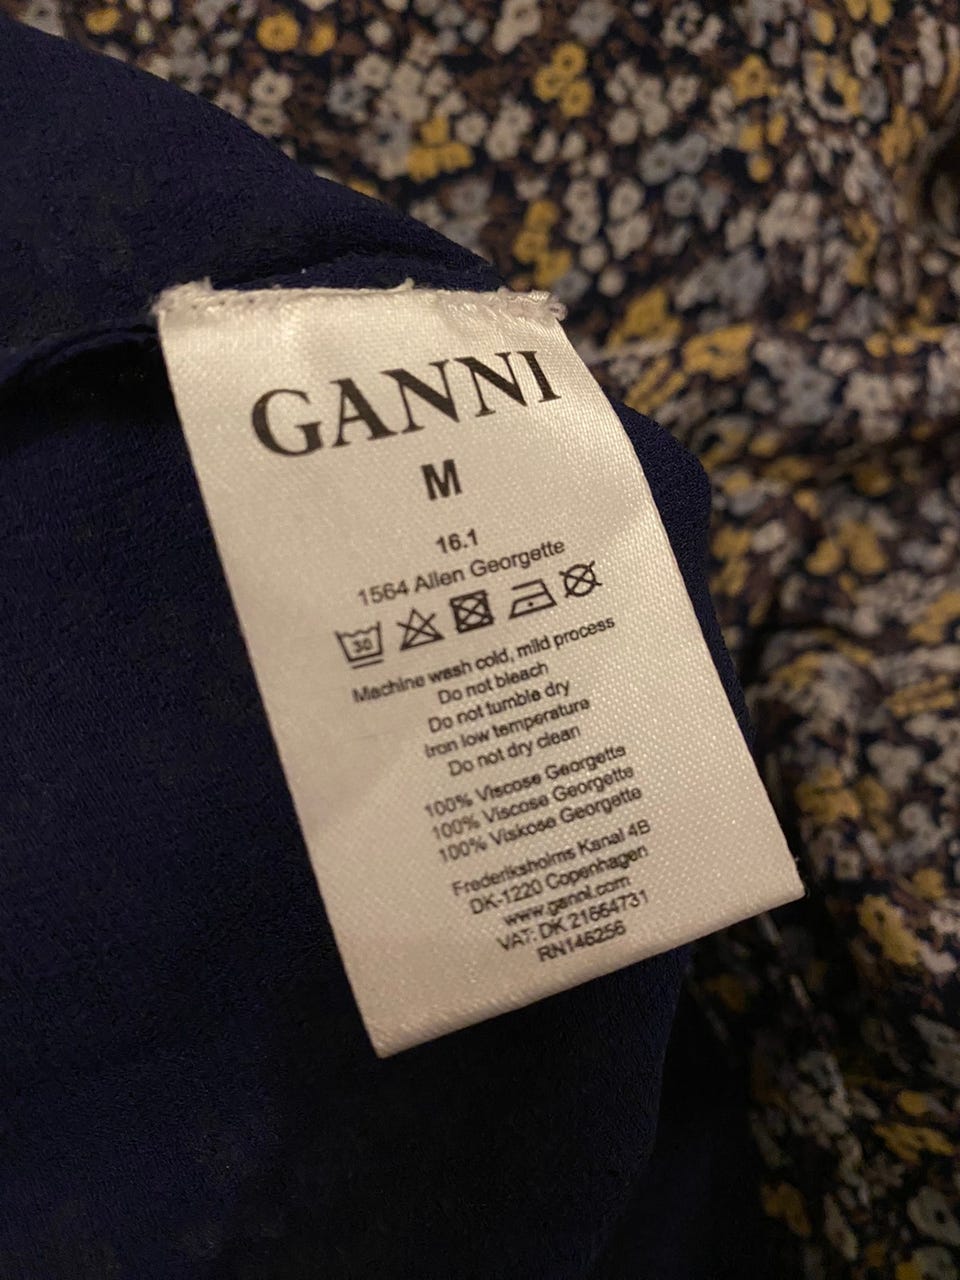 GANNI
M
16.1
1564 Allen Georgette
30
Machine wash cold, mild process
Do not bleach
Do not tumble dry
Iron low temperature
Do not dry clean
100% Viscose Georgette
100% Viscose Georgette
100% Viskose Georgette
Frederiksholms Kanal 4B
DK-1220 Copenhagen
www.ganni.com
VAT: DK 21664731
RN146256